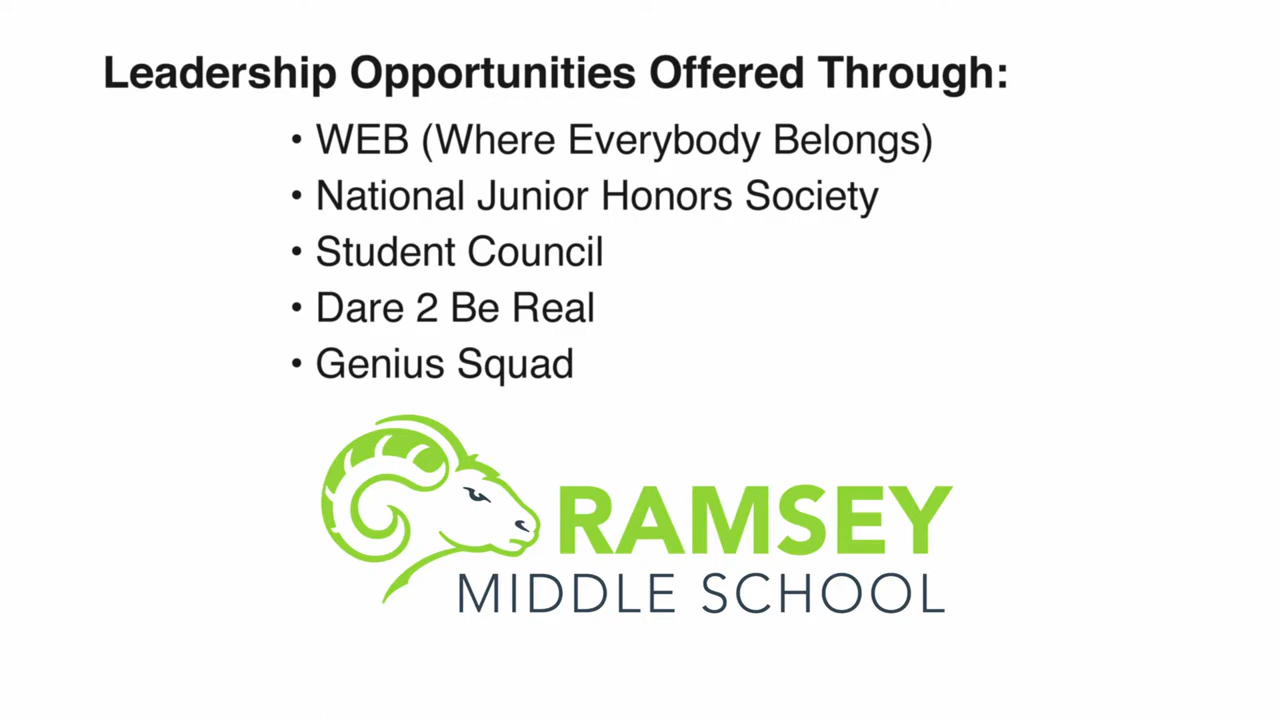 Leadership Opportunities Offered Through:
• WEB (Where Everybody Belongs)
• National Junior Honors Society
• Student Council
• Dare 2 Be Real
• Genius Squad
RAMSEY
MIDDLE SCHOOL